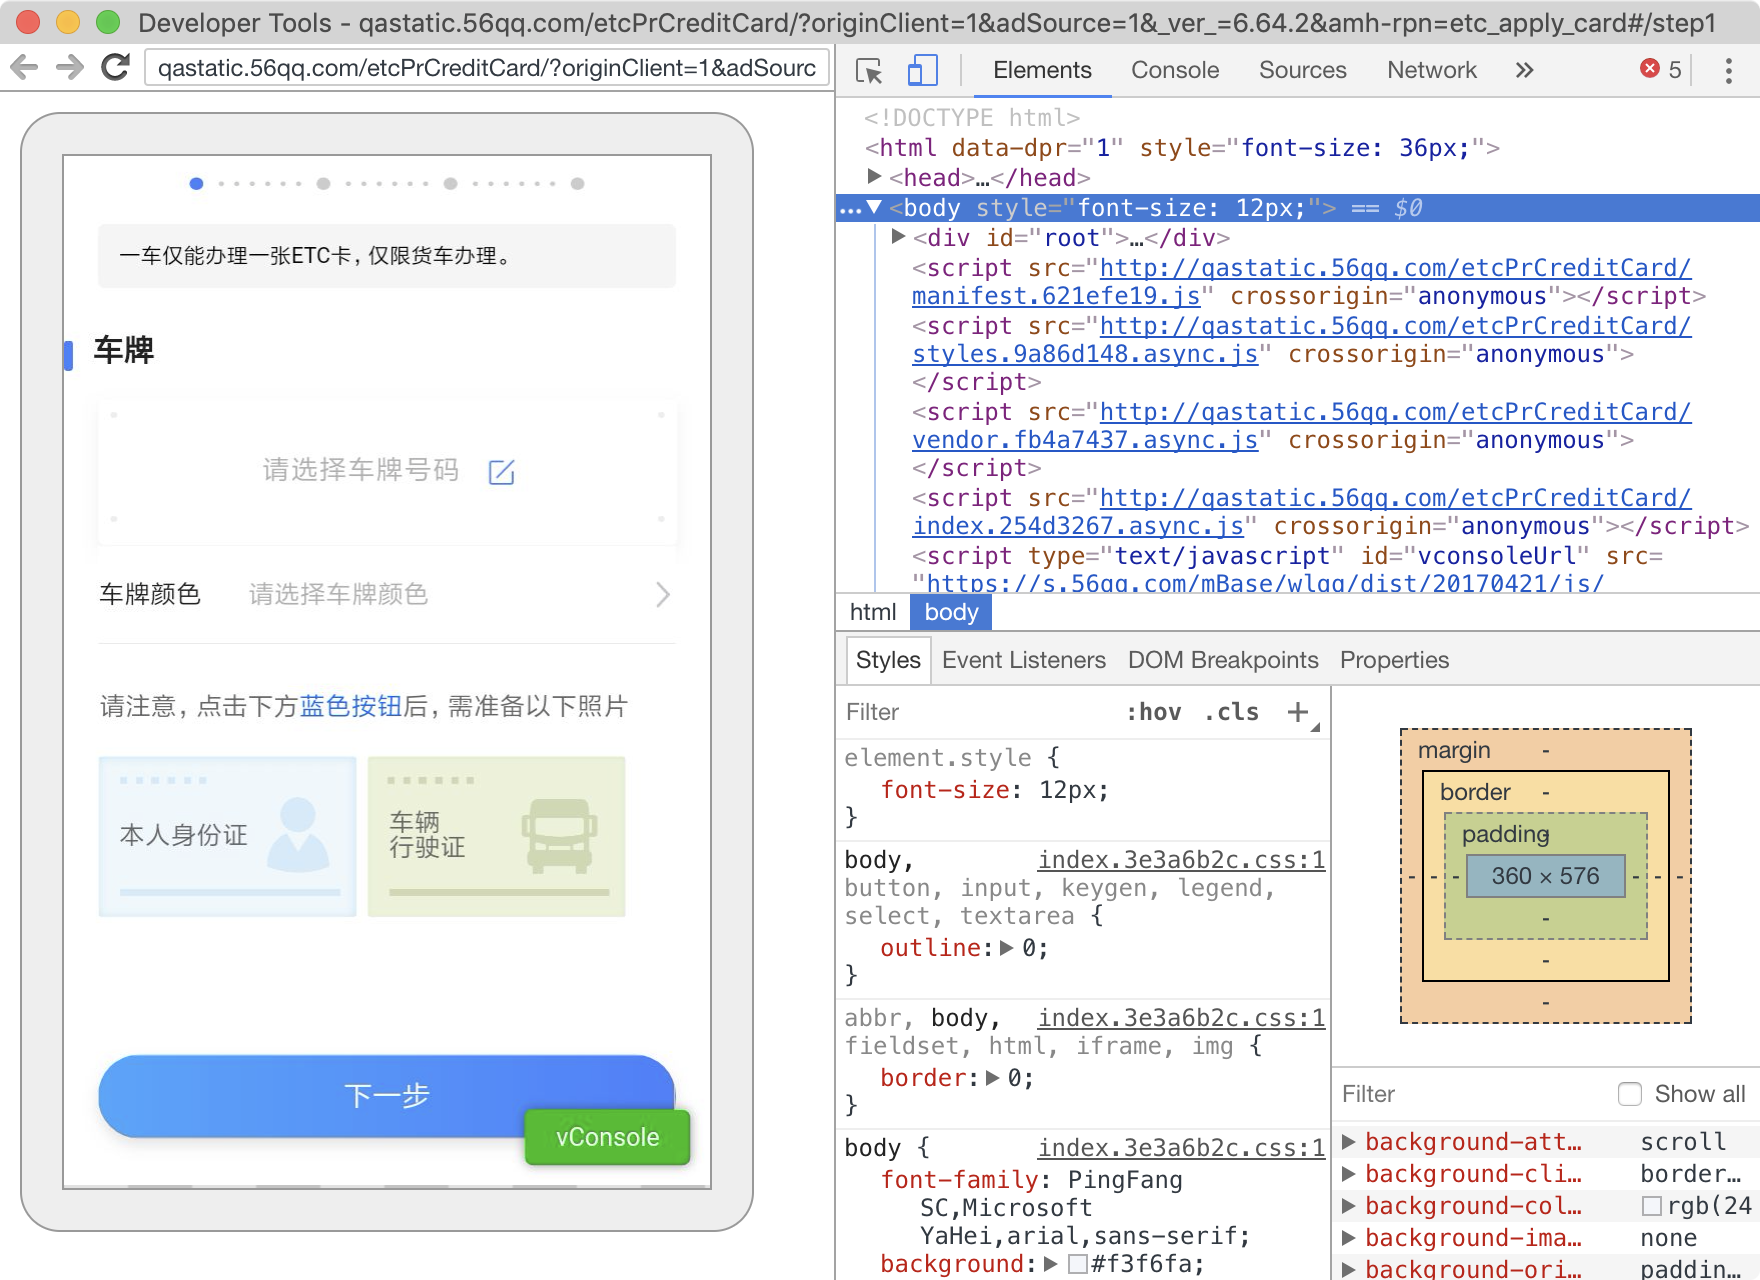 Developer Tools - qastatic.56qq.com/etcPrCreditCard/?originClient=1&adSource=1&_ver_=6.64.2&amh-rpn=etc_apply_card#/step1
qastatic.56qq.com/etcPrCreditCard/?originClient=1&adSourc
一车仅能办理一张ETC卡，仅限货车办理。
车牌
请选择车牌号码
车牌颜色 请选择车牌颜色
请注意，点击下方蓝色按钮后，需准备以下照片
本人身份证
车辆
行驶证
下一步
vConsole
Elements Console Sources Network » 5
<!DOCTYPE html>
<html data-dpr="1" style="font-size: 36px;">
<head>…</head>
…<body style="font-size: 12px;"> == $0
<div id="root">…</div>
<script src="http://qastatic.56qq.com/etcPrCreditCard/
manifest.621efe19.js" crossorigin="anonymous"></script>
<script src="http://qastatic.56qq.com/etcPrCreditCard/
styles.9a86d148.async.js" crossorigin="anonymous">
</script>
<script src="http://qastatic.56qq.com/etcPrCreditCard/
vendor.fb4a7437.async.js" crossorigin="anonymous">
</script>
<script src="http://qastatic.56qq.com/etcPrCreditCard/
index.254d3267.async.js" crossorigin="anonymous"></script>
<script type="text/javascript" id="vconsoleUrl" src=
"https://s.56qq.com/mBase/wlqq/dist/20170421/js/
html body
Styles Event Listeners DOM Breakpoints Properties
Filter :hov .cls +
element.style {
font-size: 12px;
}
body, index.3e3a6b2c.css:1
button, input, keygen, legend,
select, textarea {
outline: 0;
}
abbr, body, index.3e3a6b2c.css:1
fieldset, html, iframe, img {
border: 0;
}
body { index.3e3a6b2c.css:1
font-family: PingFang
SC,Microsoft
YaHei,arial,sans-serif;
background: #f3f6fa;
margin -
border -
padding -
- - - 360 × 576 - - -
-
-
-
Filter Show all
background-att… scroll
background-cli… border…
background-col… rgb(24
background-ima… none
background-ori… paddin…